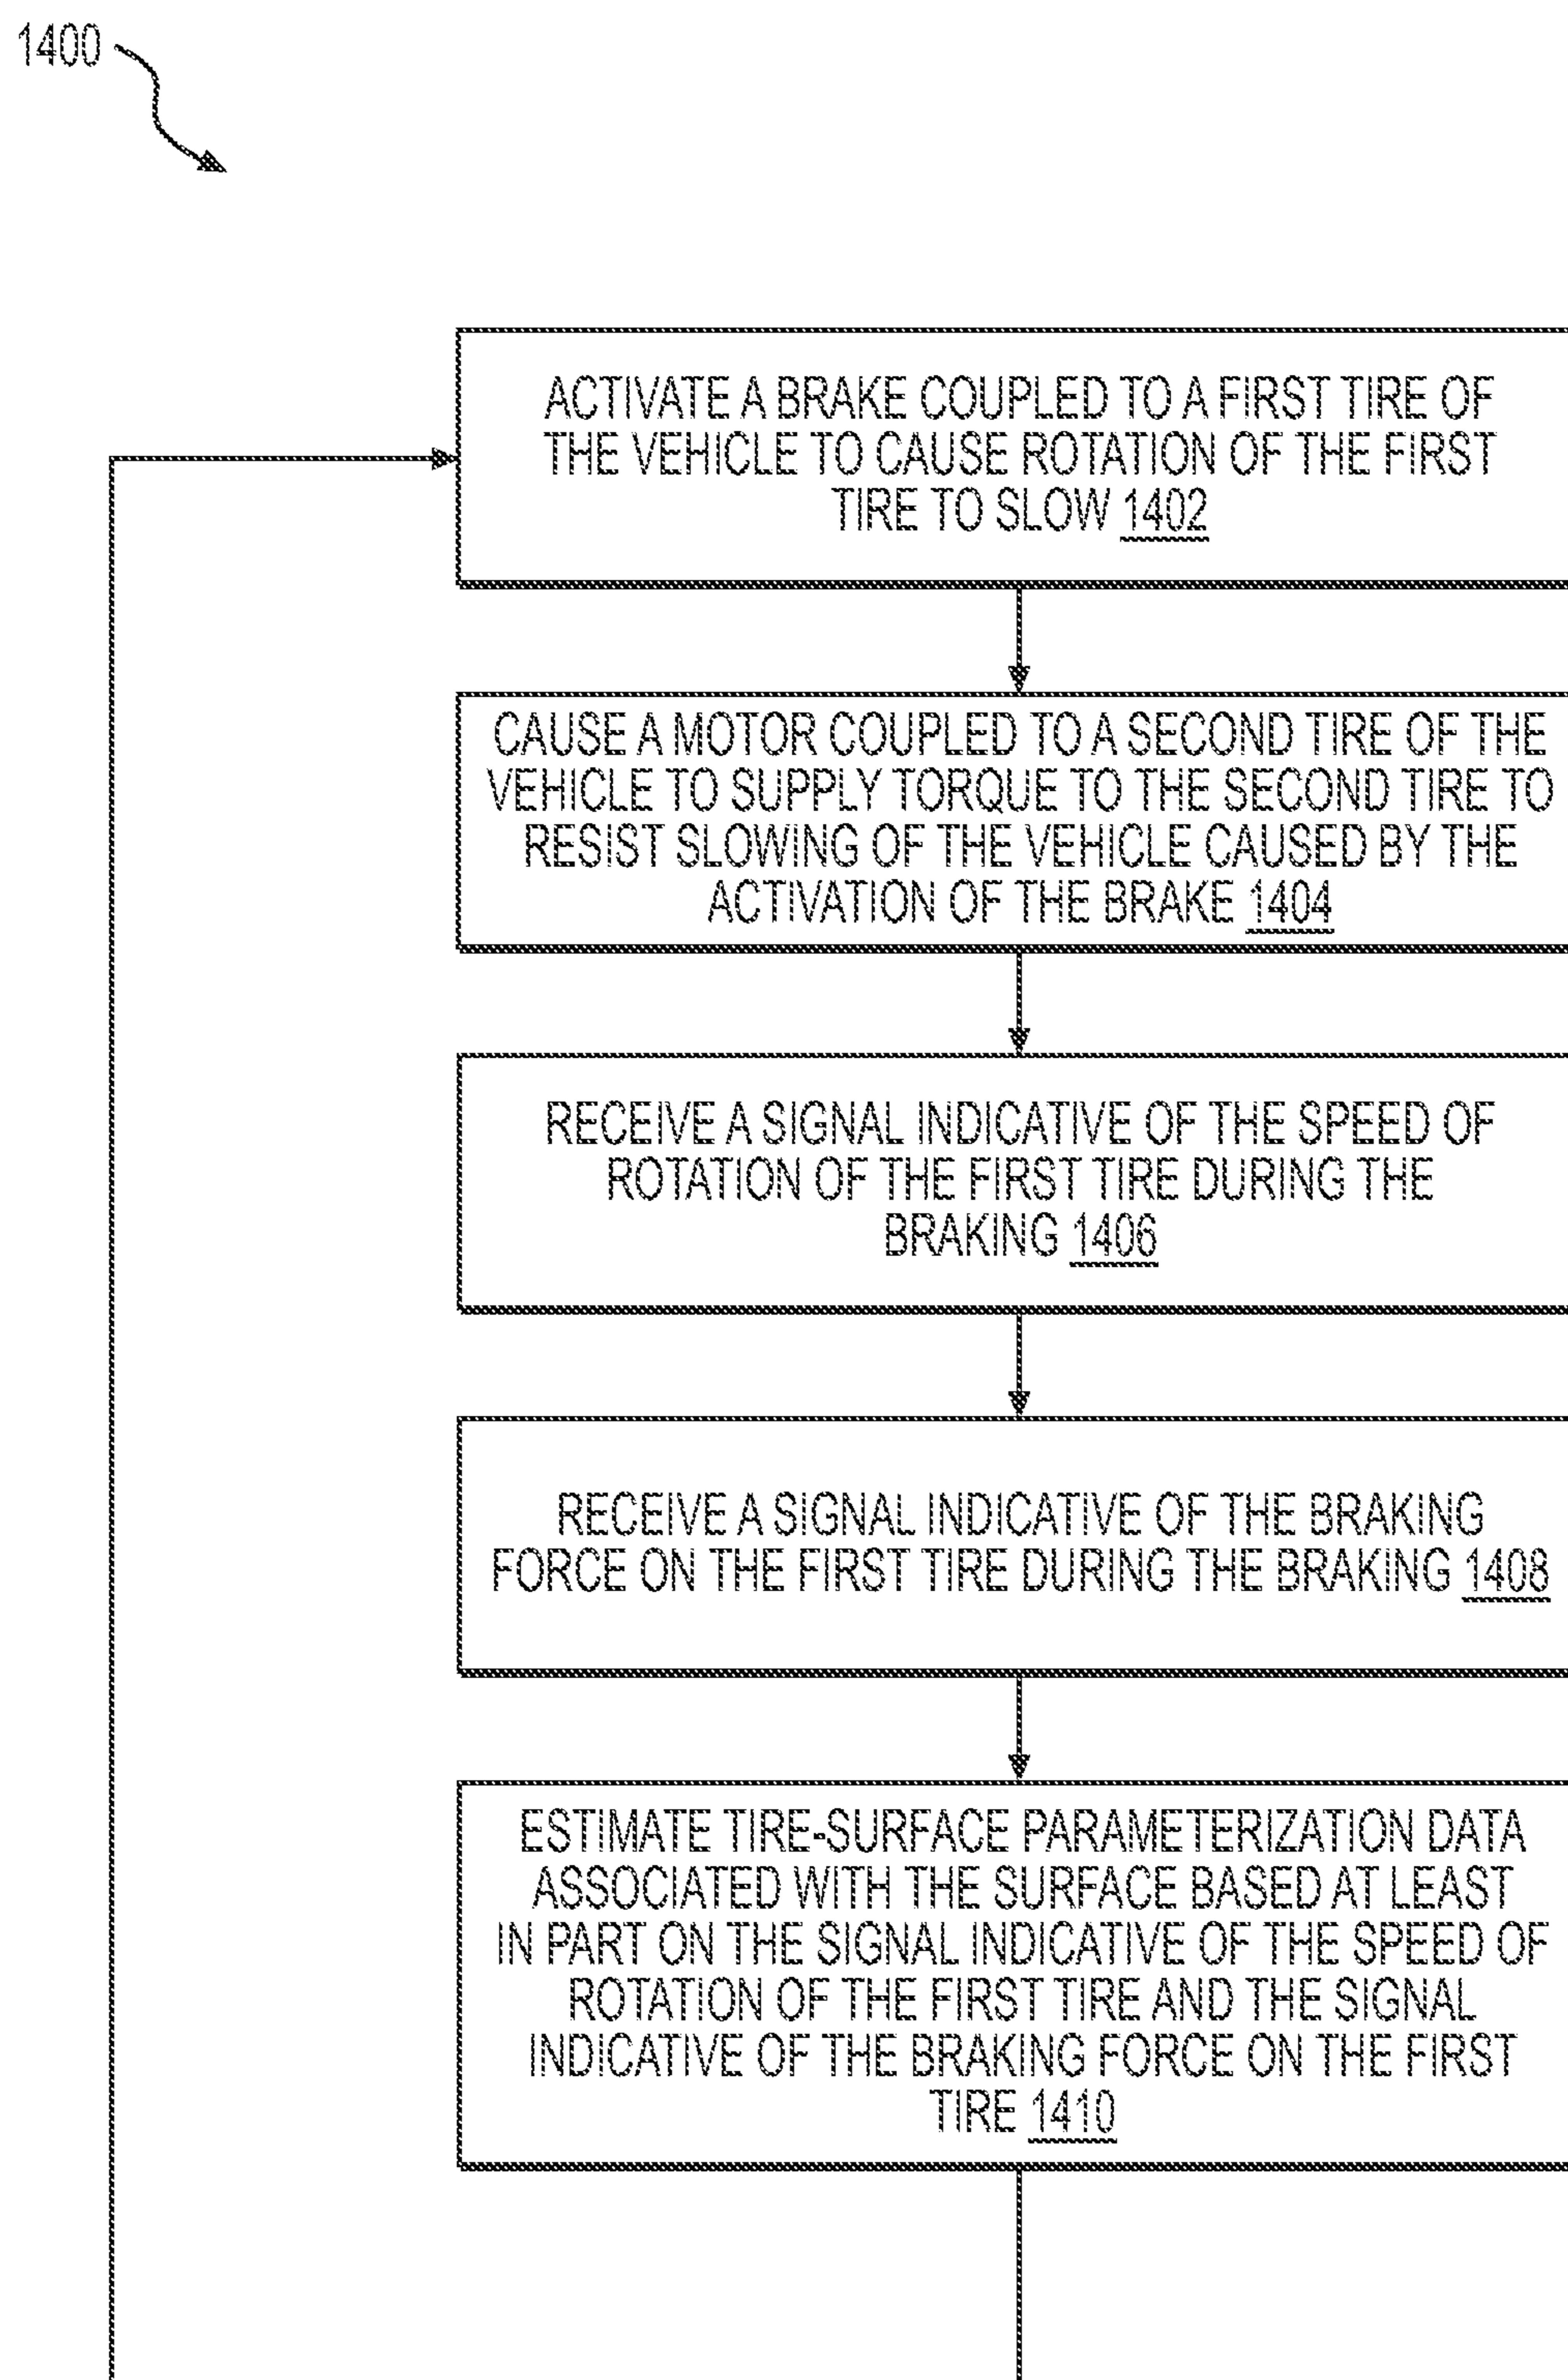 1400
ACTIVATE A BRAKE COUPLED TO A FIRST TIRE OF
THE VEHICLE TO CAUSE ROTATION OF THE FIRST
TIRE TO SLOW 1402
CAUSE A MOTOR COUPLED TO A SECOND TIRE OF THE
VEHICLE TO SUPPLY TORQUE TO THE SECOND TIRE TO
RESIST SLOWING OF THE VEHICLE CAUSED BY THE
ACTIVATION OF THE BRAKE 1404
RECEIVE A SIGNAL INDICATIVE OF THE SPEED OF
ROTATION OF THE FIRST TIRE DURING THE
BRAKING 1406
RECEIVE A SIGNAL INDICATIVE OF THE BRAKING
FORCE ON THE FIRST TIRE DURING THE BRAKING 1408
ESTIMATE TIRE-SURFACE PARAMETERIZATION DATA
ASSOCIATED WITH THE SURFACE BASED AT LEAST
IN PART ON THE SIGNAL INDICATIVE OF THE SPEED OF
ROTATION OF THE FIRST TIRE AND THE SIGNAL
INDICATIVE OF THE BRAKING FORCE ON THE FIRST
TIRE 1410